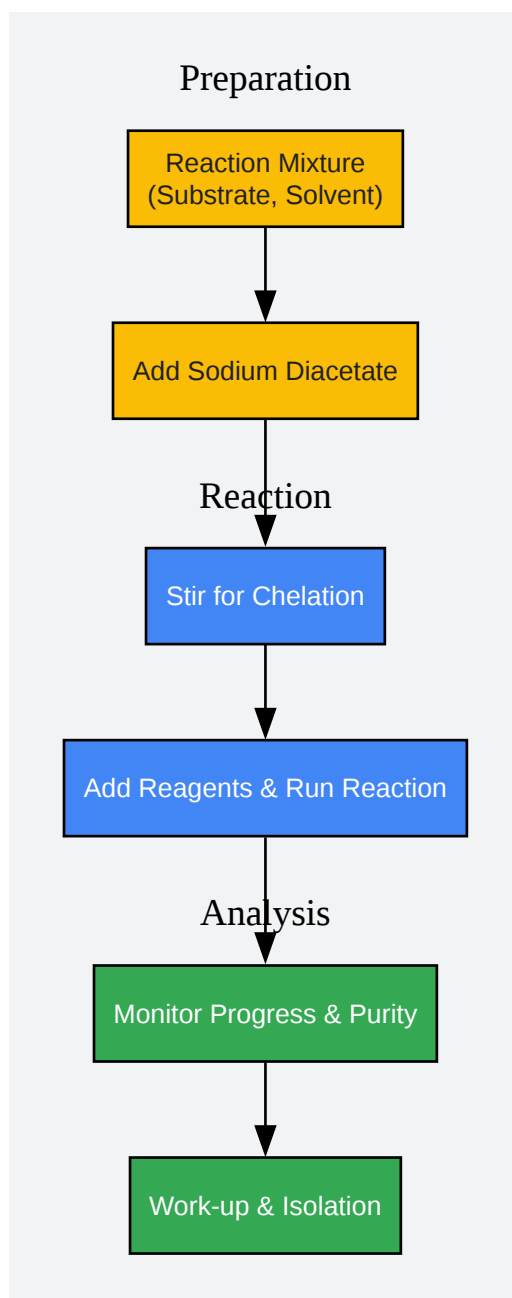 Preparation
Reaction Mixture
(Substrate, Solvent)
Add Sodium Diacetate
Reaction
Stir for Chelation
Add Reagents & Run Reaction
Analysis
Monitor Progress & Purity
Work-up & Isolation